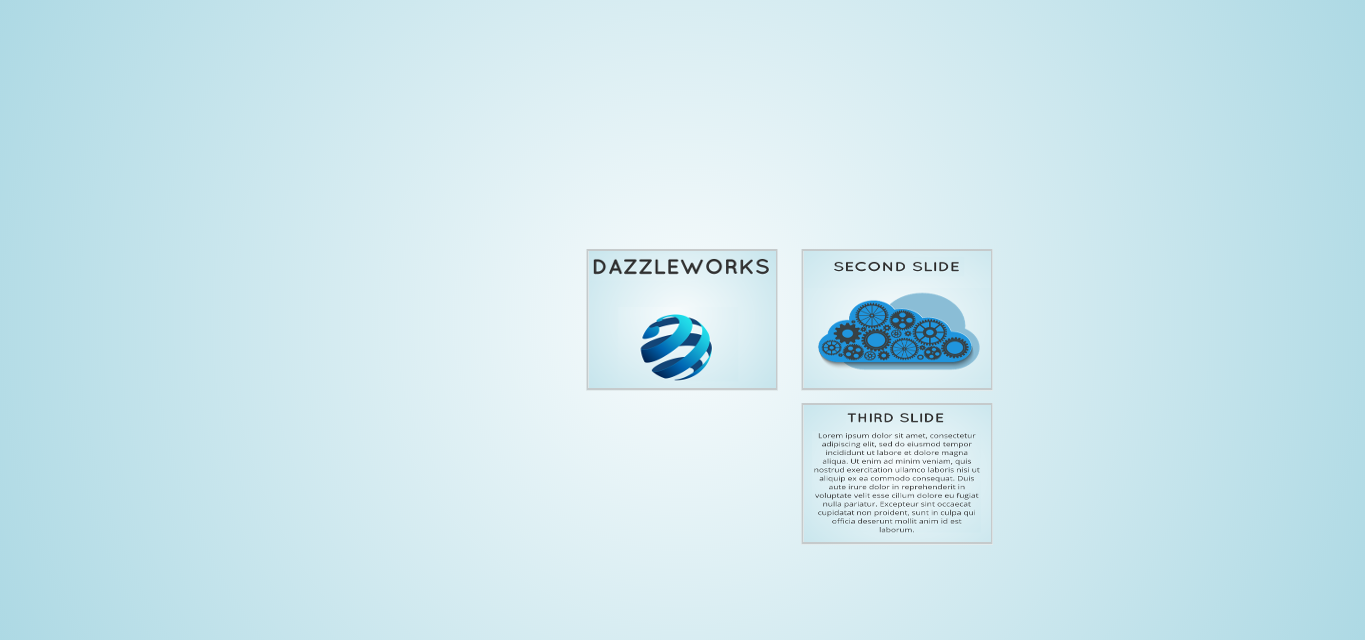 DAZZLEWORKS
SECOND SLIDE
THIRD SLIDE
Lorem ipsum dolor sit amet, consectetur
adipiscing elit, sed do eiusmod tempor
incididunt ut labore et dolore magna
aliqua. Ut enim ad minim veniam, quis
nostrud exercitation ullamco laboris nisi ut
aliquip ex ea commodo consequat. Duis
aute irure dolor in reprehenderit in
voluptate velit esse cillum dolore eu fugiat
nulla pariatur. Excepteur sint occaecat
cupidatat non proident, sunt in culpa qui
officia deserunt mollit anim id est
laborum.